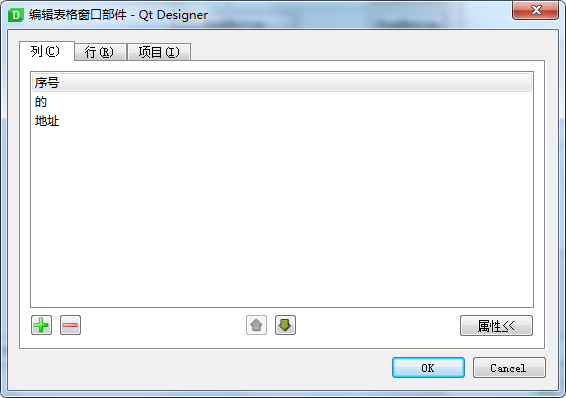 编辑表格窗口部件 - Qt Designer
列(C) 行(R) 项目(I)
序号
的
地址
属性<<
OK Cancel